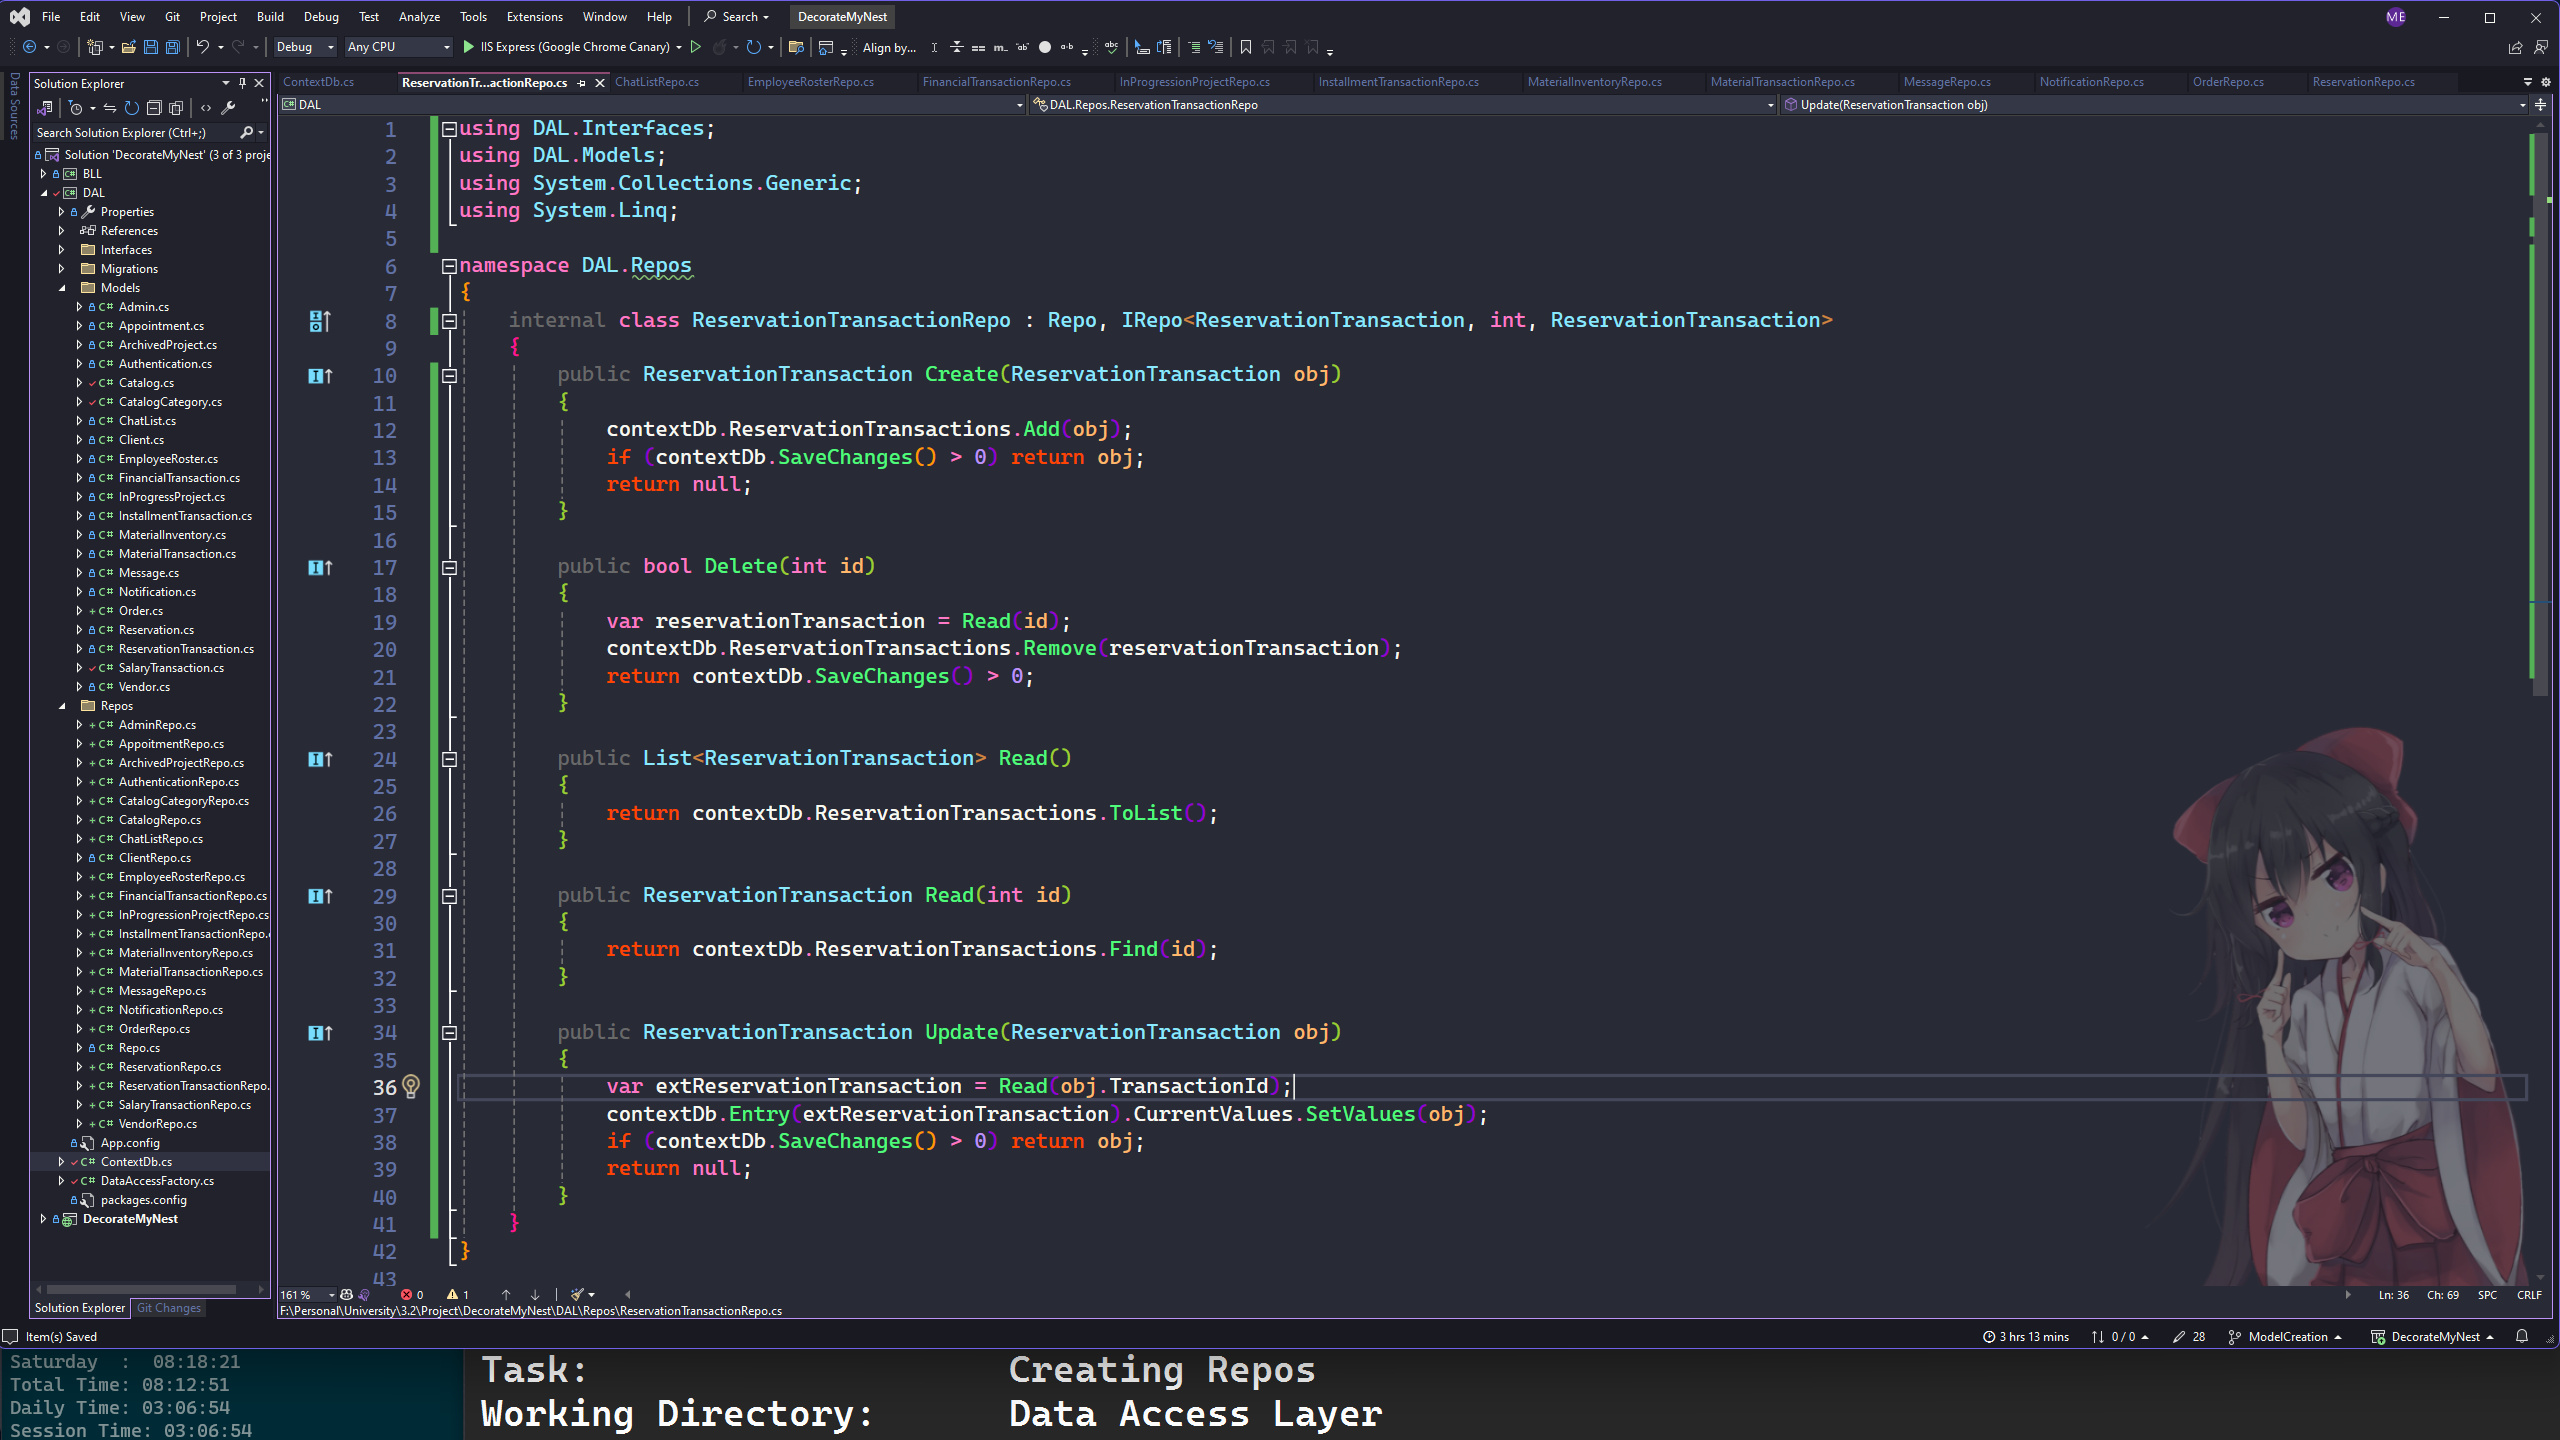 File Edit View Git Project Build Debug Test Analyze Tools Extensions Window Help Search DecorateMyNest ME
Debug Any CPU IIS Express (Google Chrome Canary) Align by...
Data Sources
Solution Explorer
Search Solution Explorer (Ctrl+;)
Solution 'DecorateMyNest' (3 of 3 proje
BLL
DAL
Properties
References
Interfaces
Migrations
Models
C# Admin.cs
C# Appointment.cs
C# ArchivedProject.cs
C# Authentication.cs
C# Catalog.cs
C# CatalogCategory.cs
C# ChatList.cs
C# Client.cs
C# EmployeeRoster.cs
C# FinancialTransaction.cs
C# InProgressProject.cs
C# InstallmentTransaction.cs
C# MaterialInventory.cs
C# MaterialTransaction.cs
C# Message.cs
C# Notification.cs
C# Order.cs
C# Reservation.cs
C# ReservationTransaction.cs
C# SalaryTransaction.cs
C# Vendor.cs
Repos
C# AdminRepo.cs
C# AppoitmentRepo.cs
C# ArchivedProjectRepo.cs
C# AuthenticationRepo.cs
C# CatalogCategoryRepo.cs
C# CatalogRepo.cs
C# ChatListRepo.cs
C# ClientRepo.cs
C# EmployeeRosterRepo.cs
C# FinancialTransactionRepo.cs
C# InProgressionProjectRepo.cs
C# InstallmentTransactionRepo.
C# MaterialInventoryRepo.cs
C# MaterialTransactionRepo.cs
C# MessageRepo.cs
C# NotificationRepo.cs
C# OrderRepo.cs
C# Repo.cs
C# ReservationRepo.cs
C# ReservationTransactionRepo.
C# SalaryTransactionRepo.cs
C# VendorRepo.cs
App.config
C# ContextDb.cs
C# DataAccessFactory.cs
packages.config
DecorateMyNest
Solution Explorer Git Changes
ContextDb.cs ReservationTr...actionRepo.cs ChatListRepo.cs EmployeeRosterRepo.cs FinancialTransactionRepo.cs InProgressionProjectRepo.cs InstallmentTransactionRepo.cs MaterialInventoryRepo.cs MaterialTransactionRepo.cs MessageRepo.cs NotificationRepo.cs OrderRepo.cs ReservationRepo.cs
C# DAL DAL.Repos.ReservationTransactionRepo Update(ReservationTransaction obj)
1 using DAL.Interfaces;
2 using DAL.Models;
3 using System.Collections.Generic;
4 using System.Linq;
5
6 namespace DAL.Repos
7 {
8 internal class ReservationTransactionRepo : Repo, IRepo<ReservationTransaction, int, ReservationTransaction>
9 {
10 public ReservationTransaction Create(ReservationTransaction obj)
11 {
12 contextDb.ReservationTransactions.Add(obj);
13 if (contextDb.SaveChanges() > 0) return obj;
14 return null;
15 }
16
17 public bool Delete(int id)
18 {
19 var reservationTransaction = Read(id);
20 contextDb.ReservationTransactions.Remove(reservationTransaction);
21 return contextDb.SaveChanges() > 0;
22 }
23
24 public List<ReservationTransaction> Read()
25 {
26 return contextDb.ReservationTransactions.ToList();
27 }
28
29 public ReservationTransaction Read(int id)
30 {
31 return contextDb.ReservationTransactions.Find(id);
32 }
33
34 public ReservationTransaction Update(ReservationTransaction obj)
35 {
36 var extReservationTransaction = Read(obj.TransactionId);
37 contextDb.Entry(extReservationTransaction).CurrentValues.SetValues(obj);
38 if (contextDb.SaveChanges() > 0) return obj;
39 return null;
40 }
41 }
42 }
43
161 % 0 1 Ln: 36 Ch: 69 SPC CRLF
F:\Personal\University\3.2\Project\DecorateMyNest\DAL\Repos\ReservationTransactionRepo.cs
Item(s) Saved 3 hrs 13 mins 0 / 0 28 ModelCreation DecorateMyNest
Saturday : 08:18:21
Total Time: 08:12:51
Daily Time: 03:06:54
Session Time: 03:06:54
Task: Creating Repos
Working Directory: Data Access Layer